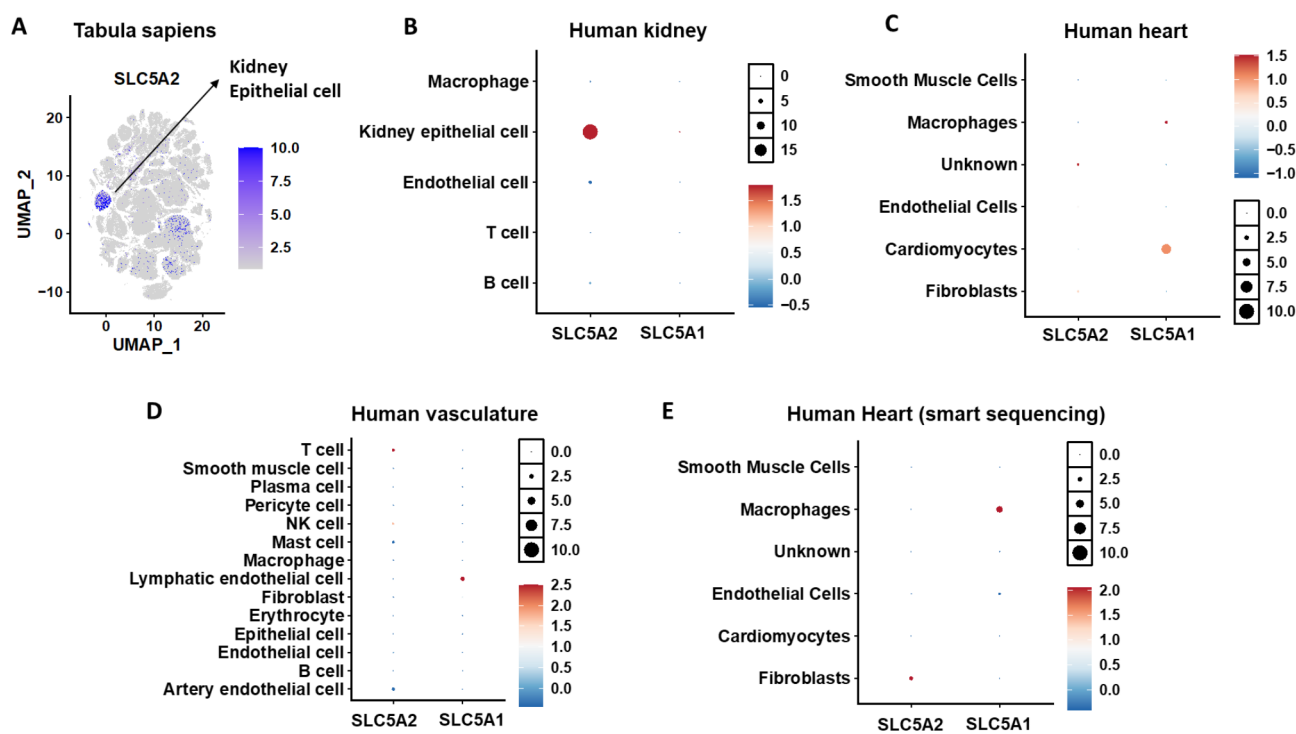 A
Tabula sapiens
SLC5A2
Kidney
Epithelial cell
UMAP_2
20
10
0
−10
0
10
20
UMAP_1
10.0
7.5
5.0
2.5
B
Human kidney
Macrophage
Kidney epithelial cell
Endothelial cell
T cell
B cell
SLC5A2
SLC5A1
0
5
10
15
1.5
1.0
0.5
0.0
−0.5
C
Human heart
Smooth Muscle Cells
Macrophages
Unknown
Endothelial Cells
Cardiomyocytes
Fibroblasts
SLC5A2
SLC5A1
1.5
1.0
0.5
0.0
−0.5
−1.0
0.0
2.5
5.0
7.5
10.0
D
Human vasculature
T cell
Smooth muscle cell
Plasma cell
Pericyte cell
NK cell
Mast cell
Macrophage
Lymphatic endothelial cell
Fibroblast
Erythrocyte
Epithelial cell
Endothelial cell
B cell
Artery endothelial cell
SLC5A2
SLC5A1
0.0
2.5
5.0
7.5
10.0
2.5
2.0
1.5
1.0
0.5
0.0
E
Human Heart (smart sequencing)
Smooth Muscle Cells
Macrophages
Unknown
Endothelial Cells
Cardiomyocytes
Fibroblasts
SLC5A2
SLC5A1
0.0
2.5
5.0
7.5
10.0
2.0
1.5
1.0
0.5
0.0